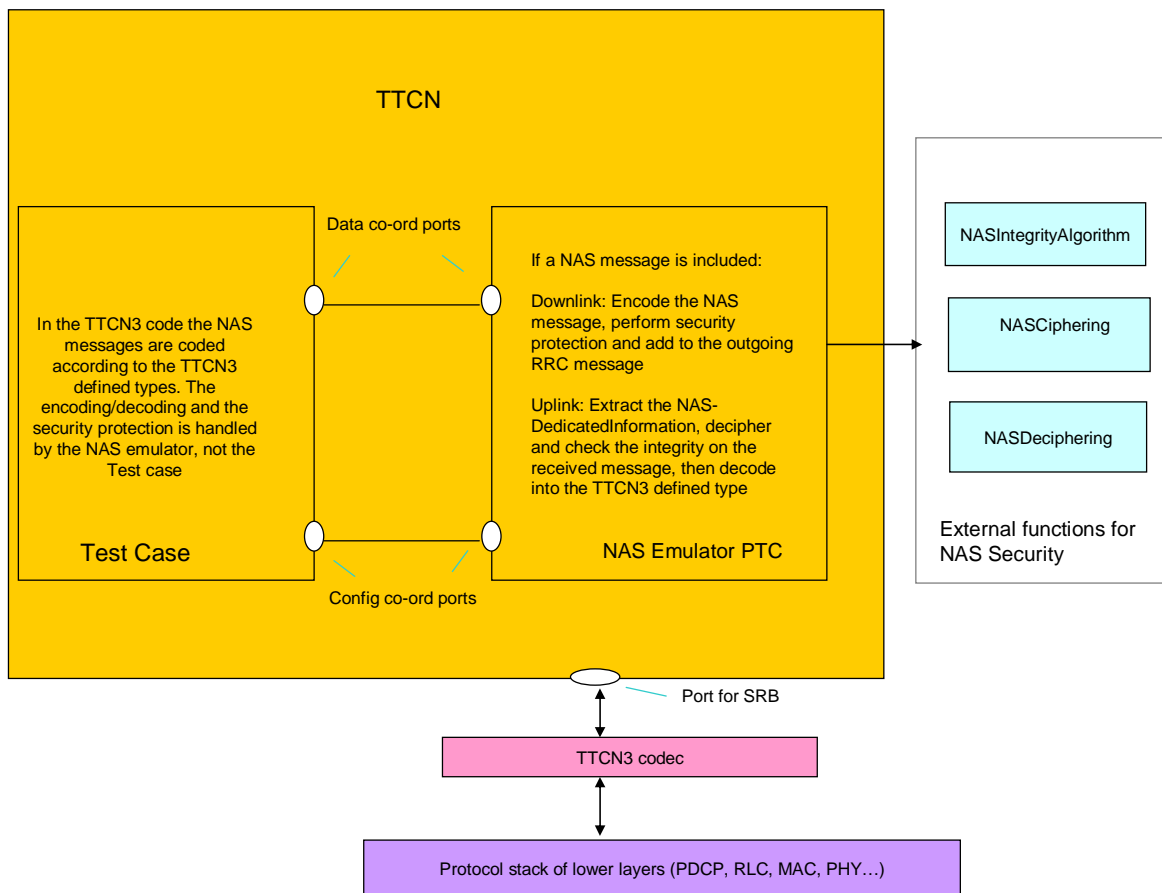 TTCN
Data co-ord ports
In the TTCN3 code the NAS
messages are coded
according to the TTCN3
defined types. The
encoding/decoding and the
security protection is handled
by the NAS emulator, not the
Test case
Test Case
If a NAS message is included:
Downlink: Encode the NAS
message, perform security
protection and add to the outgoing
RRC message
Uplink: Extract the NAS-
DedicatedInformation, decipher
and check the integrity on the
received message, then decode
into the TTCN3 defined type
NAS Emulator PTC
Config co-ord ports
NASIntegrityAlgorithm
NASCiphering
NASDeciphering
External functions for
NAS Security
Port for SRB
TTCN3 codec
Protocol stack of lower layers (PDCP, RLC, MAC, PHY…)